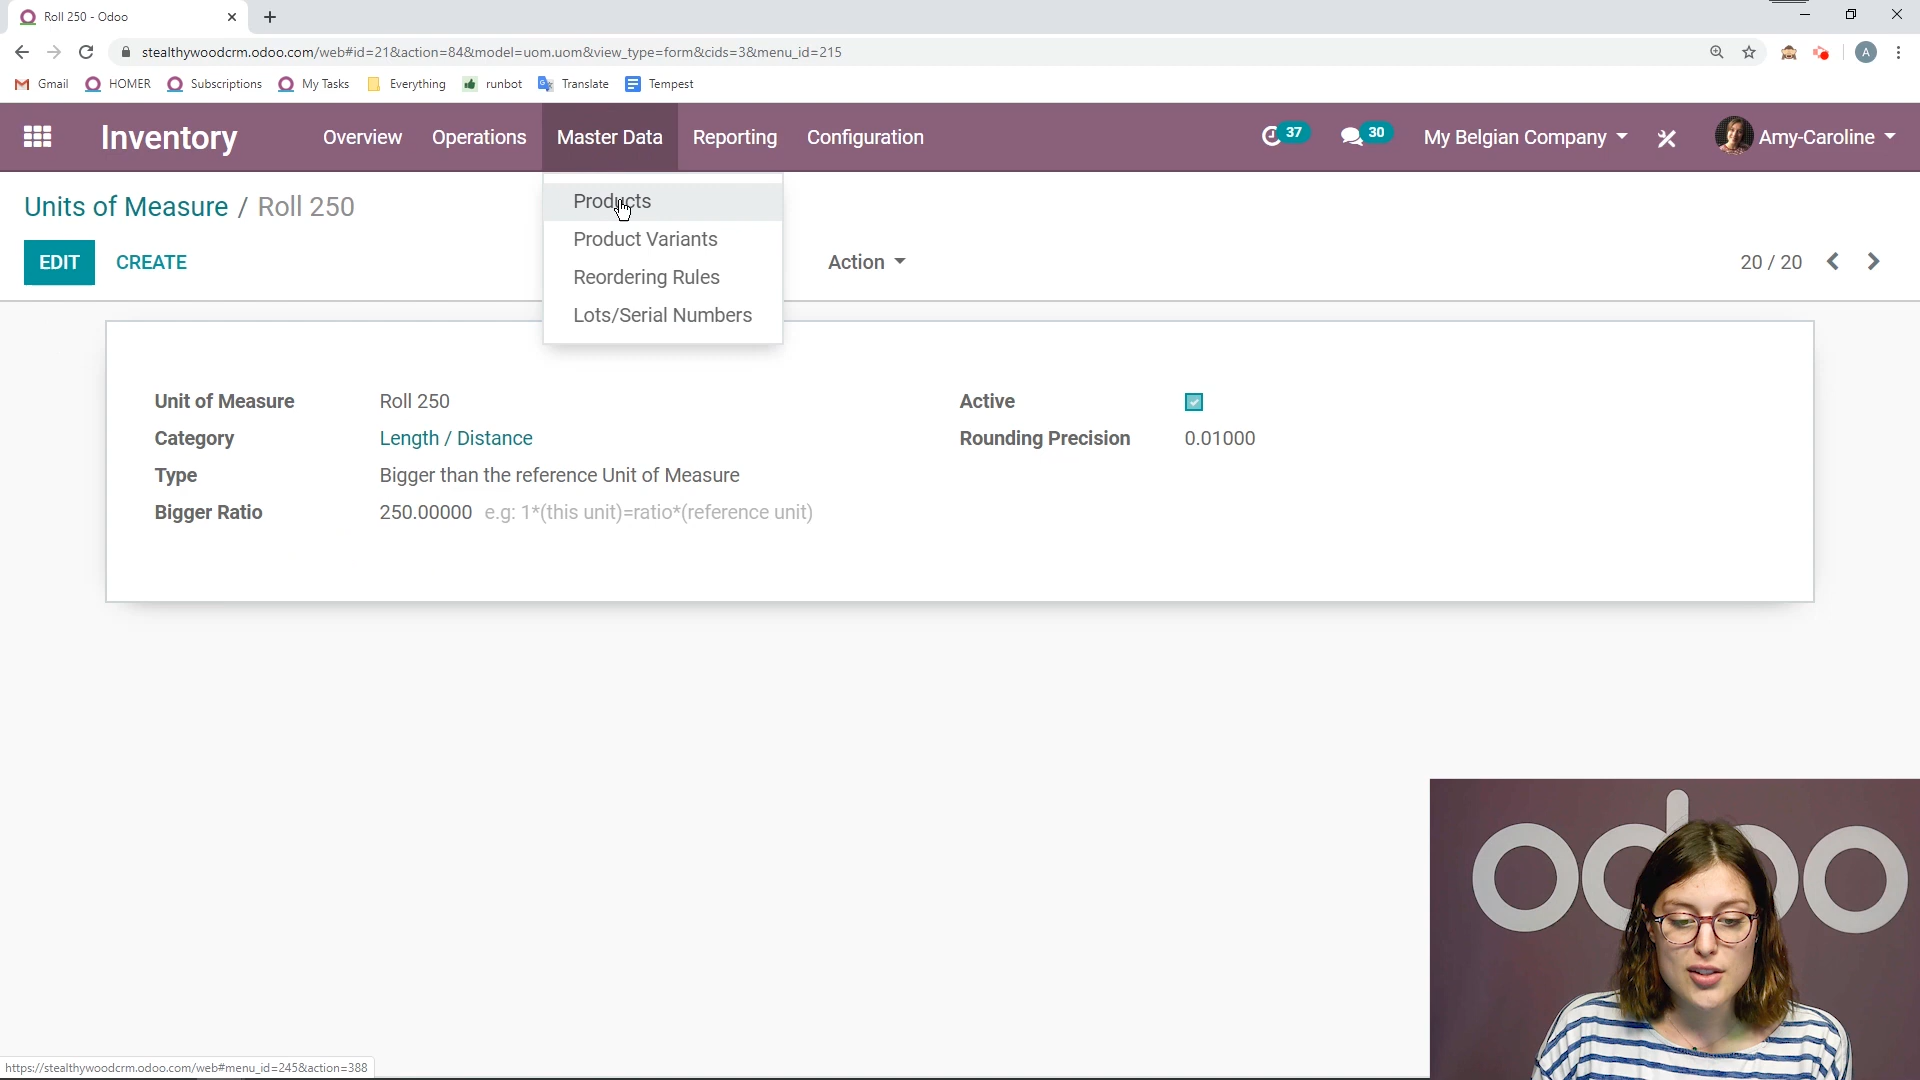 Roll 250 - Odoo
stealthywoodcrm.odoo.com/web#id=21&action=84&model=uom.uom&view_type=form&cids=3&menu_id=215
A
Gmail HOMER Subscriptions My Tasks Everything runbot Translate Tempest
Inventory Overview Operations Master Data Reporting Configuration 37 30 My Belgian Company Amy-Caroline
Units of Measure / Roll 250
Products
Product Variants
Reordering Rules
Lots/Serial Numbers
EDIT CREATE Action 20 / 20
Unit of Measure Roll 250 Active
Category Length / Distance Rounding Precision 0.01000
Type Bigger than the reference Unit of Measure
Bigger Ratio 250.00000 e.g: 1*(this unit)=ratio*(reference unit)
odoo
https://stealthywoodcrm.odoo.com/web#menu_id=245&action=388